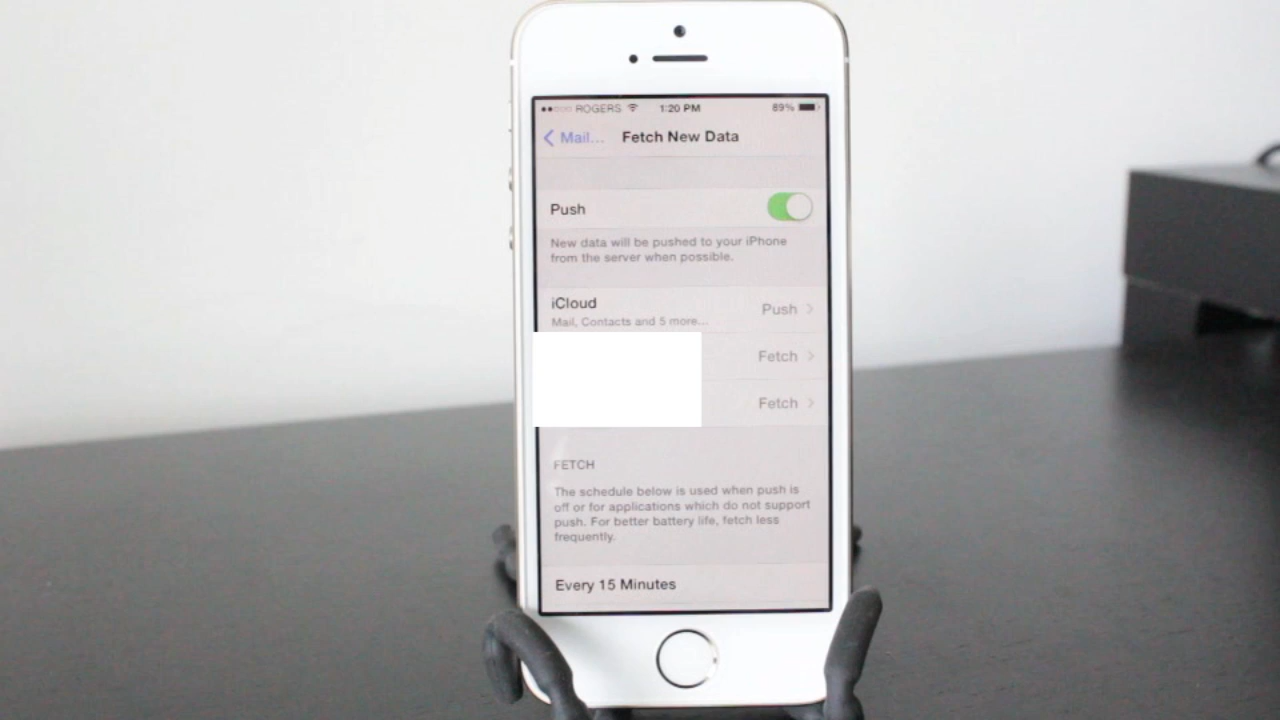 ROGERS 1:20 PM 89%
Mail... Fetch New Data
Push
New data will be pushed to your iPhone
from the server when possible.
iCloud
Mail, Contacts and 5 more...
Push
Fetch
Fetch
FETCH
The schedule below is used when push is
off or for applications which do not support
push. For better battery life, fetch less
frequently.
Every 15 Minutes